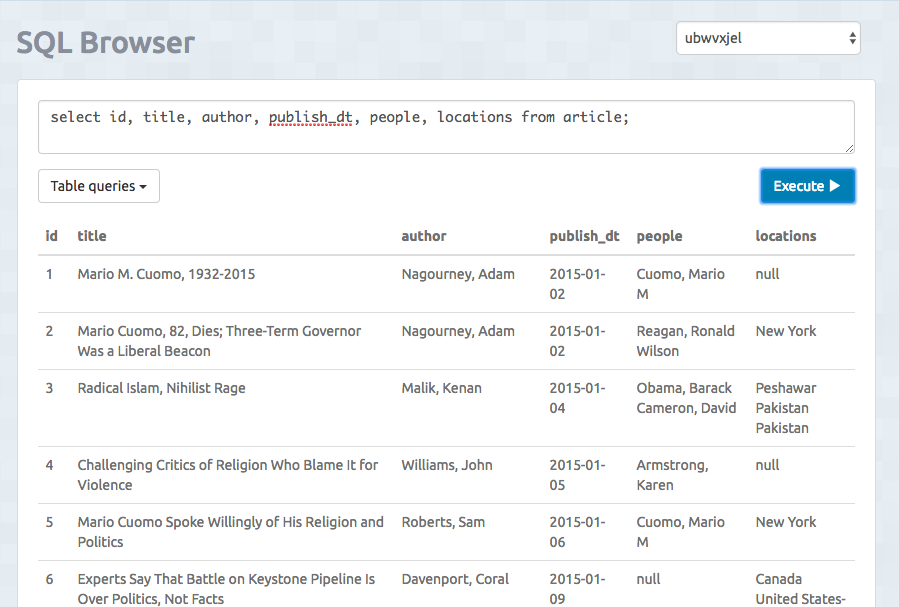 SQL Browser
ubwvxjel
select id, title, author, publish_dt, people, locations from article;
Table queries
Execute
id title author publish_dt people locations
1 Mario M. Cuomo, 1932-2015 Nagourney, Adam 2015-01- Cuomo, Mario null
02 M
2 Mario Cuomo, 82, Dies; Three-Term Governor Nagourney, Adam 2015-01- Reagan, Ronald New York
Was a Liberal Beacon 02 Wilson
3 Radical Islam, Nihilist Rage Malik, Kenan 2015-01- Obama, Barack Peshawar
04 Cameron, David Pakistan
Pakistan
4 Challenging Critics of Religion Who Blame It for Williams, John 2015-01- Armstrong, null
Violence 05 Karen
5 Mario Cuomo Spoke Willingly of His Religion and Roberts, Sam 2015-01- Cuomo, Mario New York
Politics 06 M
6 Experts Say That Battle on Keystone Pipeline Is Davenport, Coral 2015-01- null Canada
Over Politics, Not Facts 09 United States-